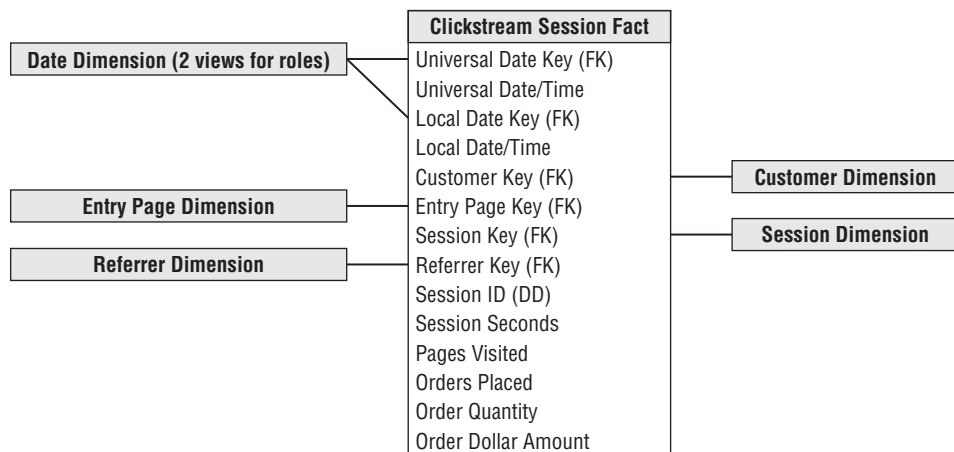 Clickstream Session Fact
Date Dimension (2 views for roles)
Universal Date Key (FK)
Universal Date/Time
Local Date Key (FK)
Local Date/Time
Customer Key (FK)
Customer Dimension
Entry Page Dimension
Entry Page Key (FK)
Session Key (FK)
Session Dimension
Referrer Dimension
Referrer Key (FK)
Session ID (DD)
Session Seconds
Pages Visited
Orders Placed
Order Quantity
Order Dollar Amount